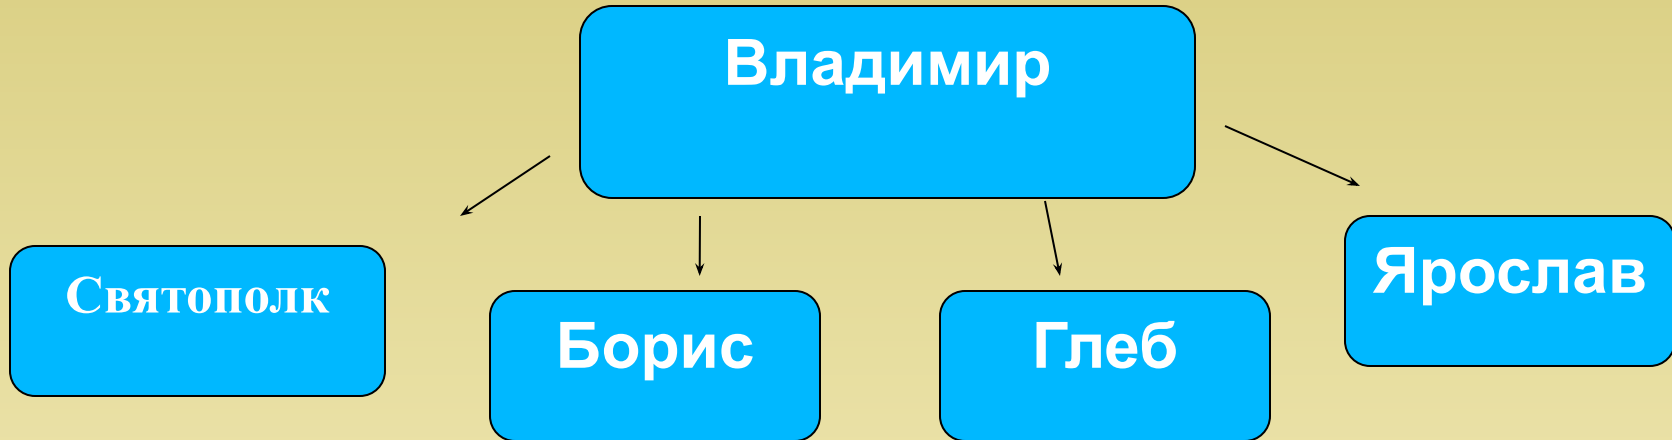 Владимир
Святополк
Борис
Глеб
Ярослав